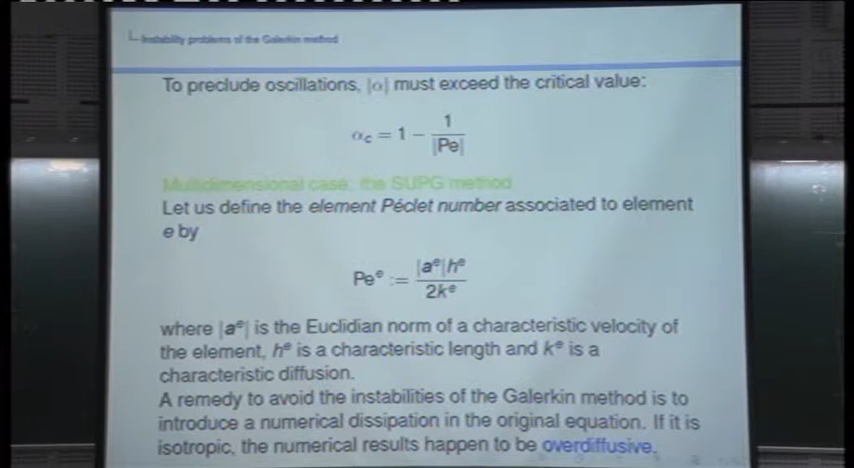 Instability problems of the Galerkin method
To preclude oscillations, |α| must exceed the critical value:
α_c = 1 − 1/|Pe|
Multidimensional case: the SUPG method
Let us define the element Péclet number associated to element
e by
Pe^e := |a^e|h^e / 2k^e
where |a^e| is the Euclidian norm of a characteristic velocity of
the element, h^e is a characteristic length and k^e is a
characteristic diffusion.
A remedy to avoid the instabilities of the Galerkin method is to
introduce a numerical dissipation in the original equation. If it is
isotropic, the numerical results happen to be overdiffusive.